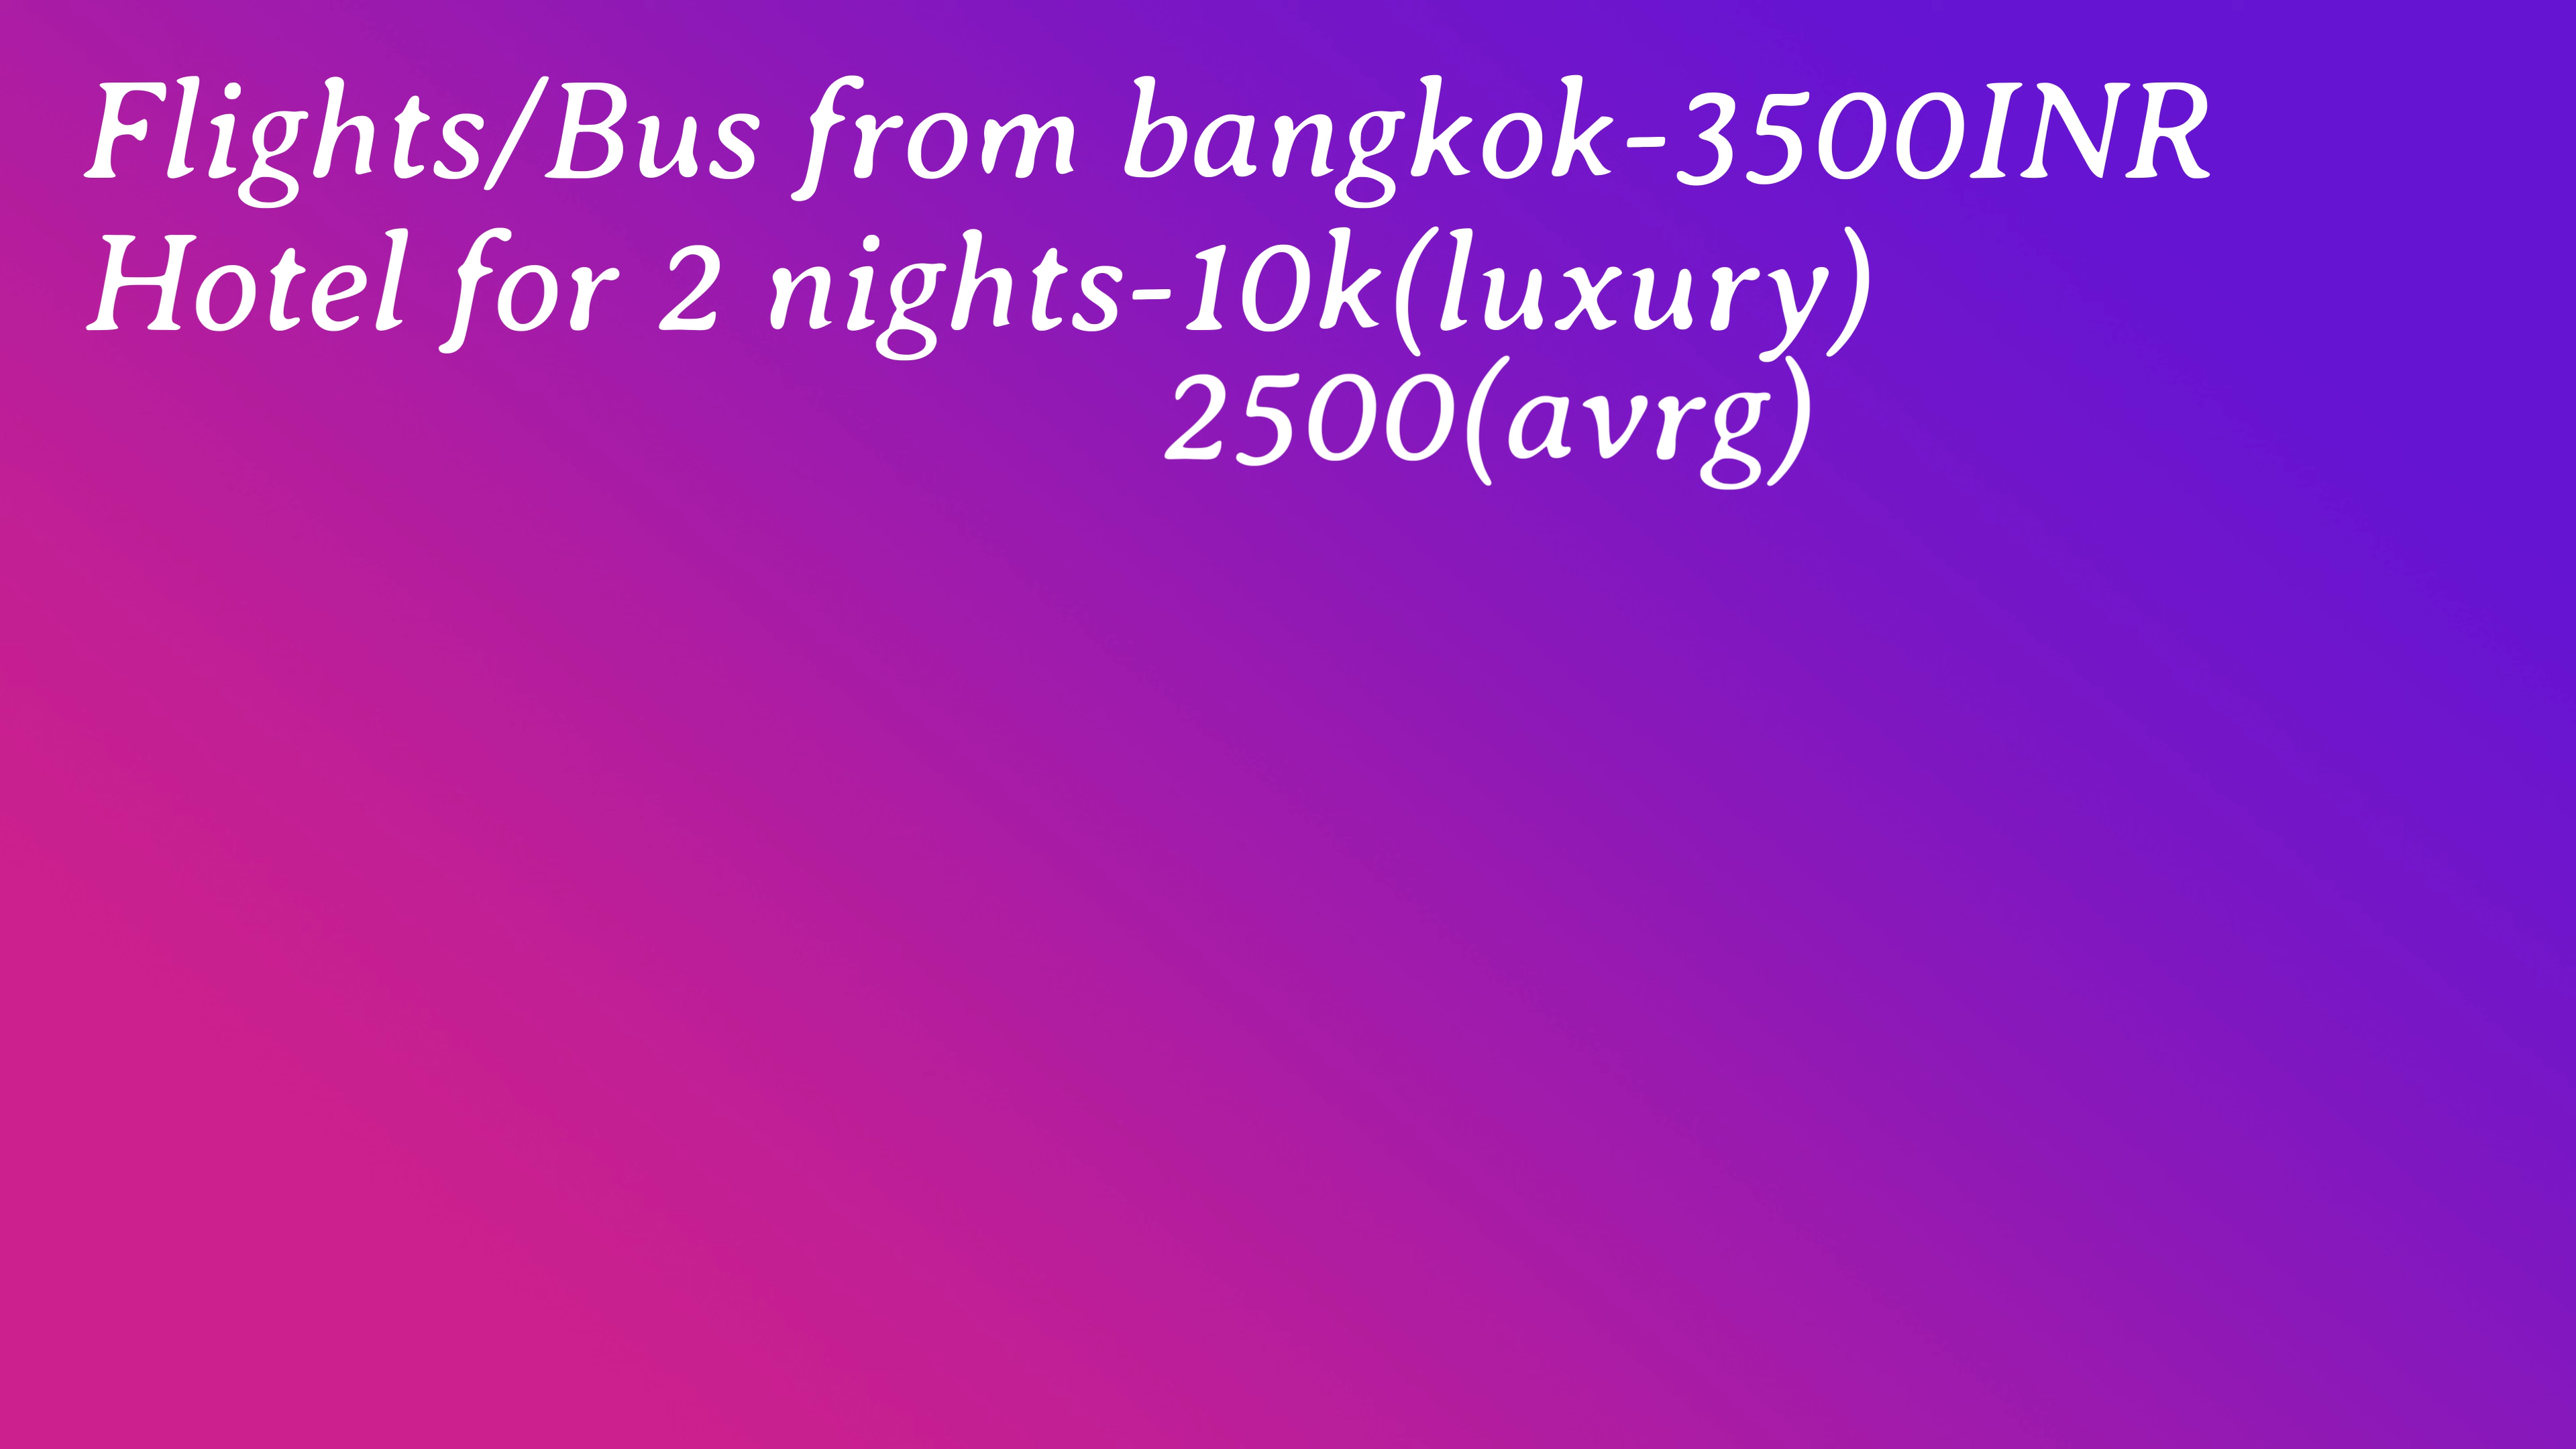 Flights/Bus from bangkok-3500INR
Hotel for 2 nights-10k(luxury)
2500(avrg)